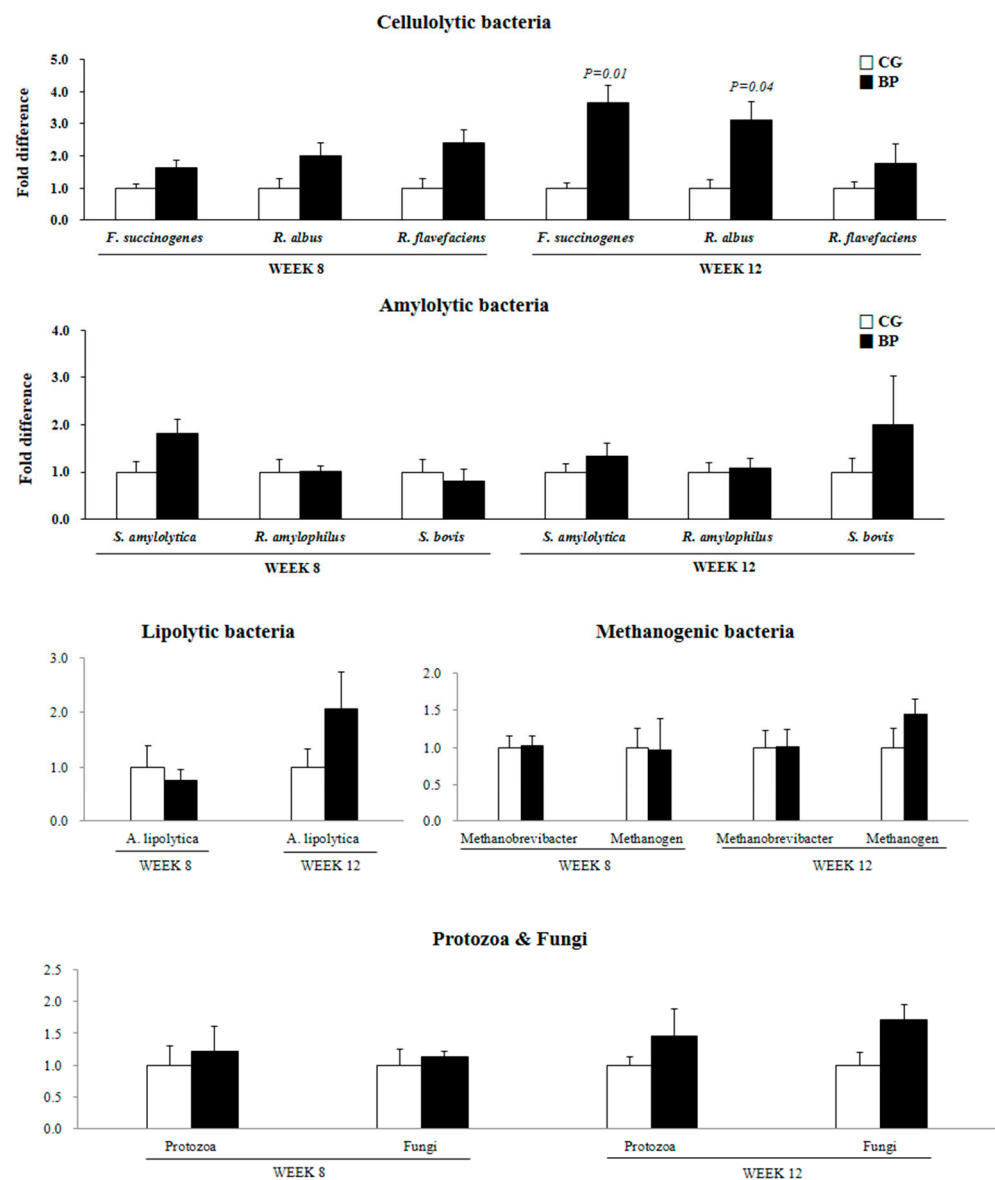 Cellulolytic bacteria
5.0
4.0
3.0
2.0
1.0
0.0
Fold difference
P=0.01
P=0.04
CG
BP
F. succinogenes R. albus R. flavefaciens F. succinogenes R. albus R. flavefaciens
WEEK 8 WEEK 12
Amylolytic bacteria
4.0
3.0
2.0
1.0
0.0
Fold difference
CG
BP
S. amylolytica R. amylophilus S. bovis S. amylolytica R. amylophilus S. bovis
WEEK 8 WEEK 12
Lipolytic bacteria
3.0
2.0
1.0
0.0
A. lipolytica A. lipolytica
WEEK 8 WEEK 12
Methanogenic bacteria
2.0
1.5
1.0
0.5
0.0
Methanobrevibacter Methanogen Methanobrevibacter Methanogen
WEEK 8 WEEK 12
Protozoa & Fungi
2.5
2.0
1.5
1.0
0.5
0.0
Protozoa Fungi Protozoa Fungi
WEEK 8 WEEK 12